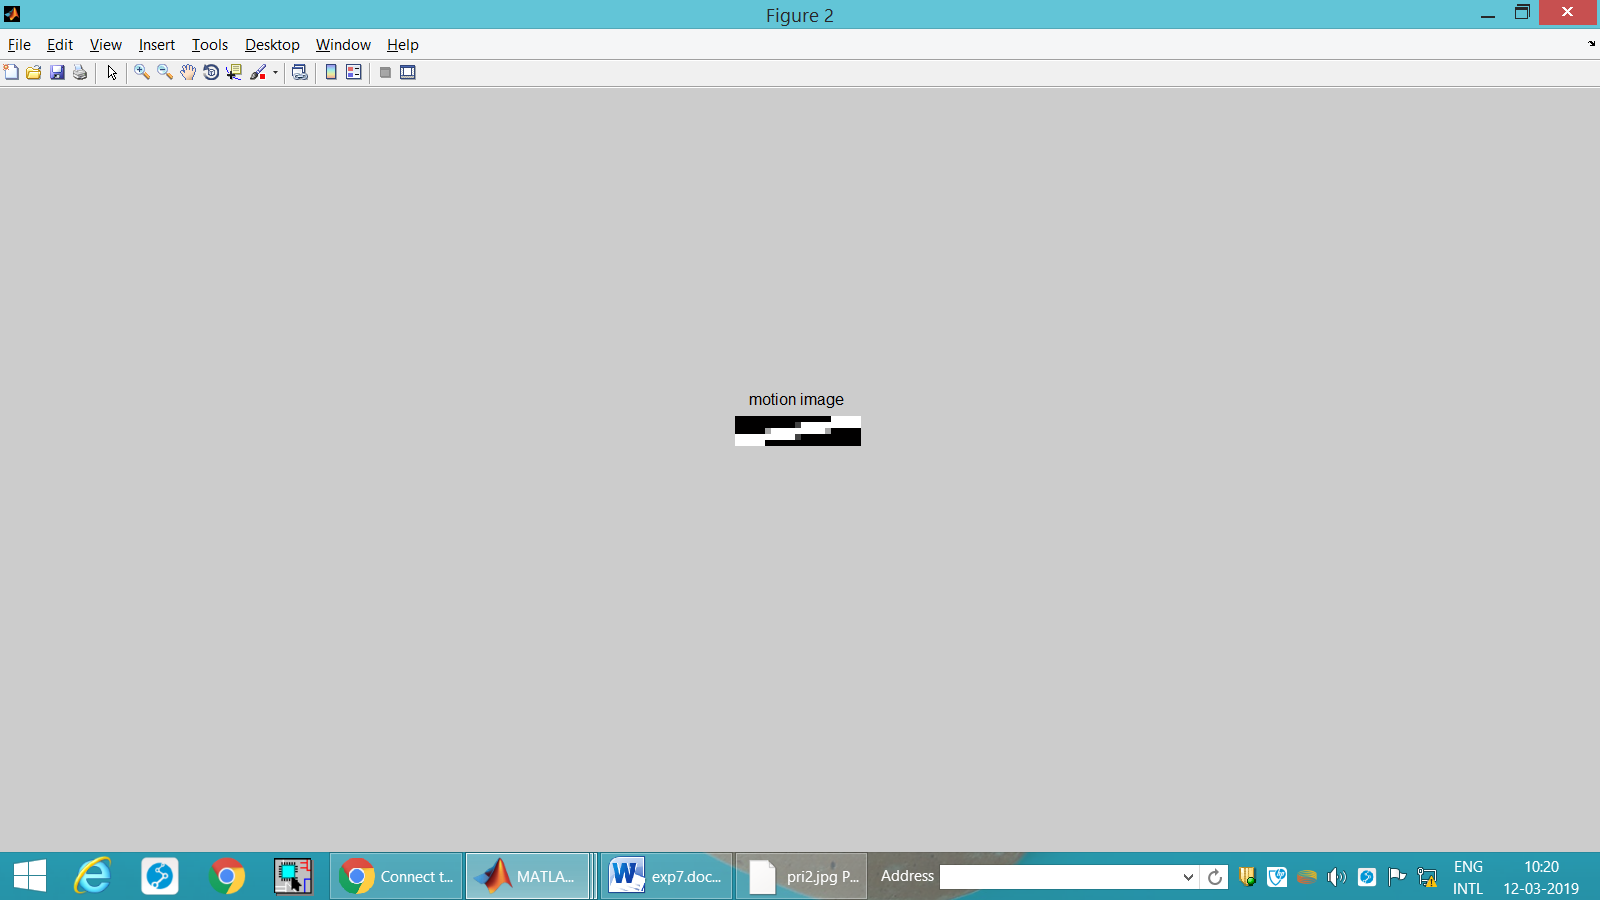 Figure 2
File Edit View Insert Tools Desktop Window Help
motion image
Connect t... MATLA... exp7.doc... pri2.jpg P... Address ENG 10:20
INTL 12-03-2019